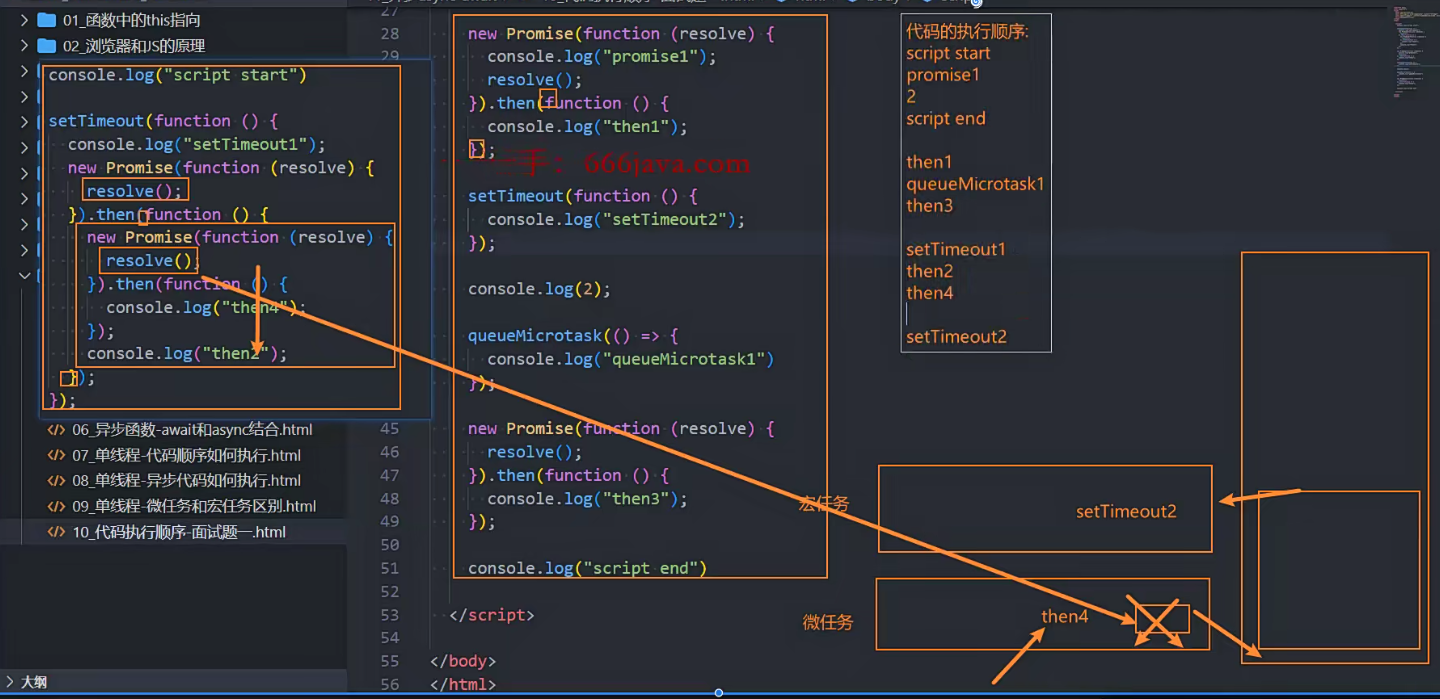 01_函数中的this指向
02_浏览器和JS的原理
console.log("script start")
setTimeout(function () {
console.log("setTimeout1");
new Promise(function (resolve) {
resolve();
}).then(function () {
new Promise(function (resolve) {
resolve();
}).then(function () {
console.log("then4");
});
console.log("then2");
});
});
06_异步函数-await和async结合.html
07_单线程-代码顺序如何执行.html
08_单线程-异步代码如何执行.html
09_单线程-微任务和宏任务区别.html
10_代码执行顺序-面试题一.html
大纲
27
28 new Promise(function (resolve) {
29 console.log("promise1");
resolve();
}).then(function () {
console.log("then1");
});
666java.com
setTimeout(function () {
console.log("setTimeout2");
});
console.log(2);
queueMicrotask(() => {
console.log("queueMicrotask1")
});
45 new Promise(function (resolve) {
46 resolve();
47 }).then(function () {
48 console.log("then3");
49 });
50
51 console.log("script end")
52
53 </script>
54
55 </body>
56 </html>
代码的执行顺序:
script start
promise1
2
script end
then1
queueMicrotask1
then3
setTimeout1
then2
then4
setTimeout2
宏任务
setTimeout2
微任务
then4